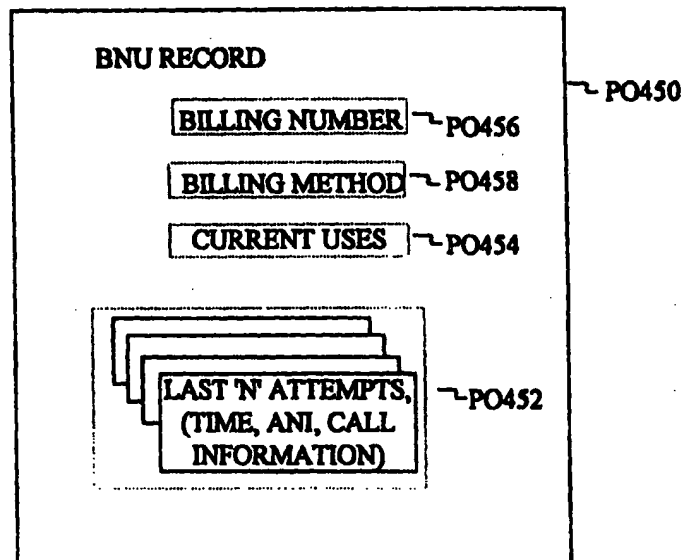 BNU RECORD
PO450
BILLING NUMBER PO456
BILLING METHOD PO458
CURRENT USES PO454
LAST 'N' ATTEMPTS,
(TIME, ANI, CALL
INFORMATION)
PO452